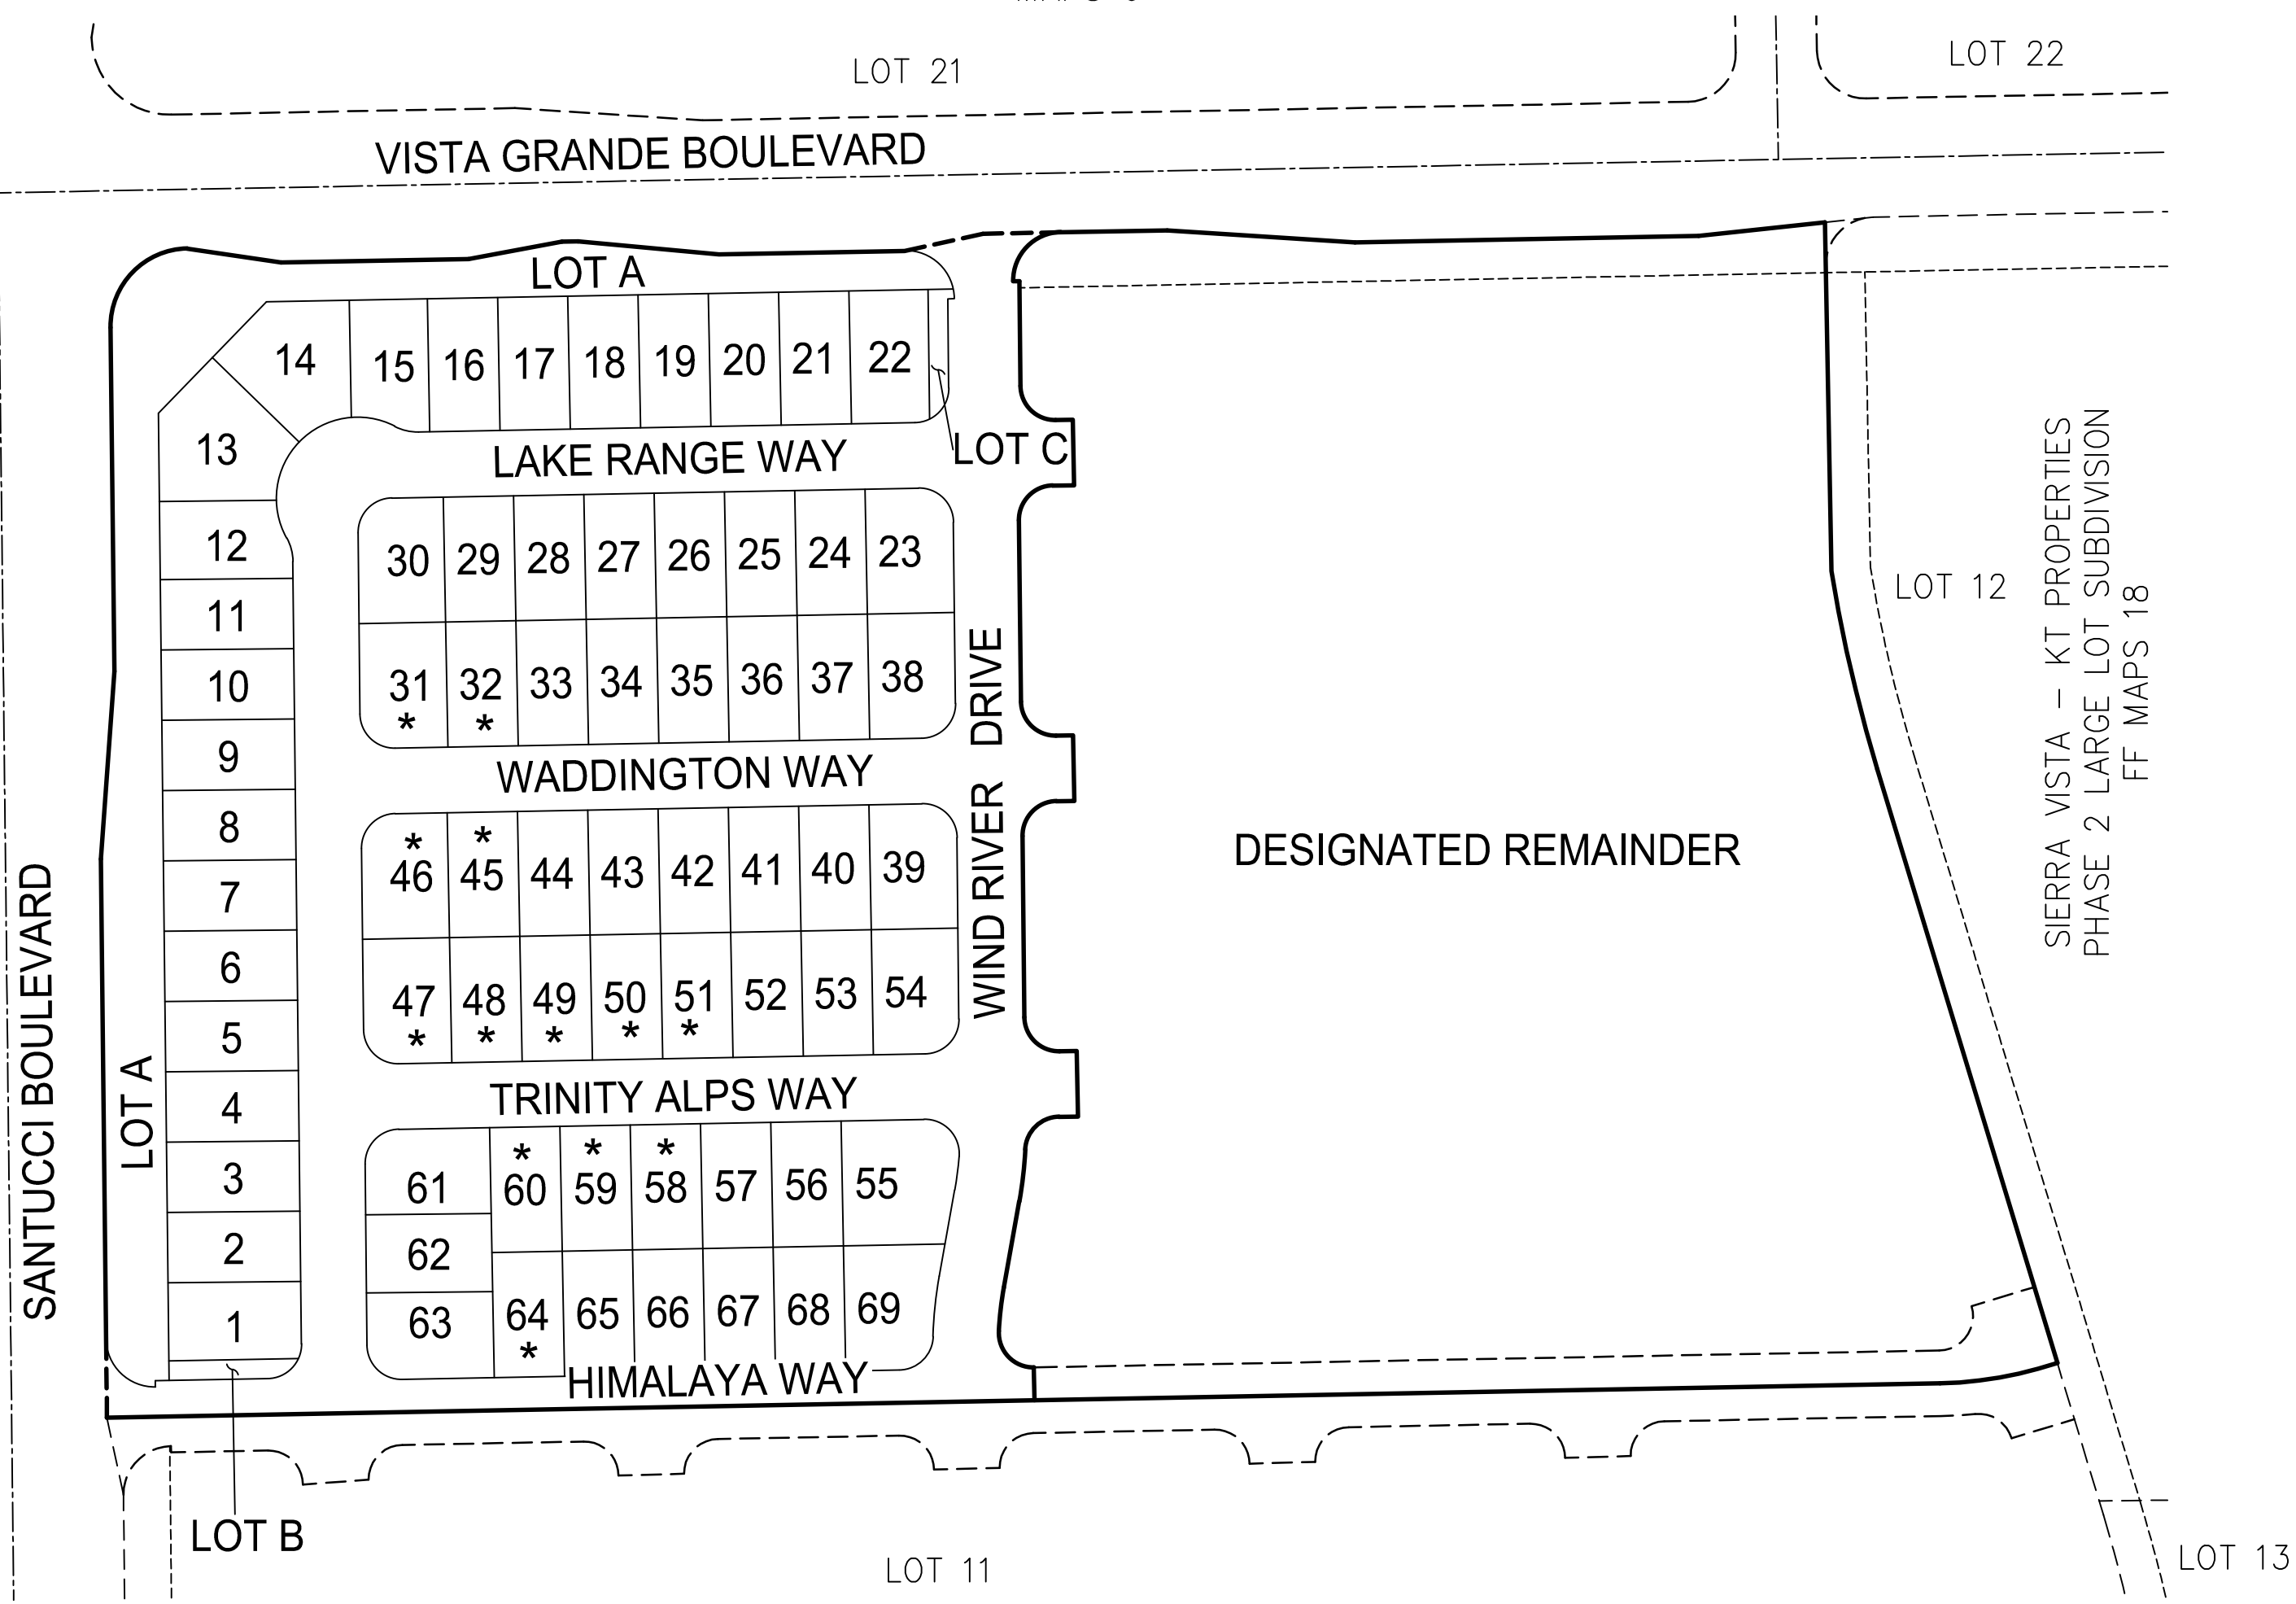 LOT 21
LOT 22
VISTA GRANDE BOULEVARD
LOT A
14 15 16 17 18 19 20 21 22
13
LAKE RANGE WAY
LOT C
12
30 29 28 27 26 25 24 23
11
LOT 12
SIERRA VISTA – KT PROPERTIES
PHASE 2 LARGE LOT SUBDIVISION
FF MAPS 18
10
31 32 33 34 35 36 37 38
* *
WIND RIVER DRIVE
9
WADDINGTON WAY
8
* *
46 45 44 43 42 41 40 39
DESIGNATED REMAINDER
7
6
47 48 49 50 51 52 53 54
* * * * *
5
SANTUCCI BOULEVARD
LOT A
4
TRINITY ALPS WAY
3
* * *
61 60 59 58 57 56 55
2
62
1
63 64 65 66 67 68 69
*
HIMALAYA WAY
LOT B
LOT 11
LOT 13